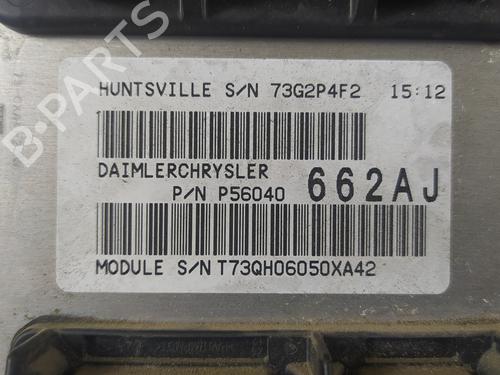 HUNTSVILLE S/N 73G2P4F2 15:12
DAIMLERCHRYSLER
P/N P56040 662AJ
MODULE S/N T73QH06050XA42
B-PARTS